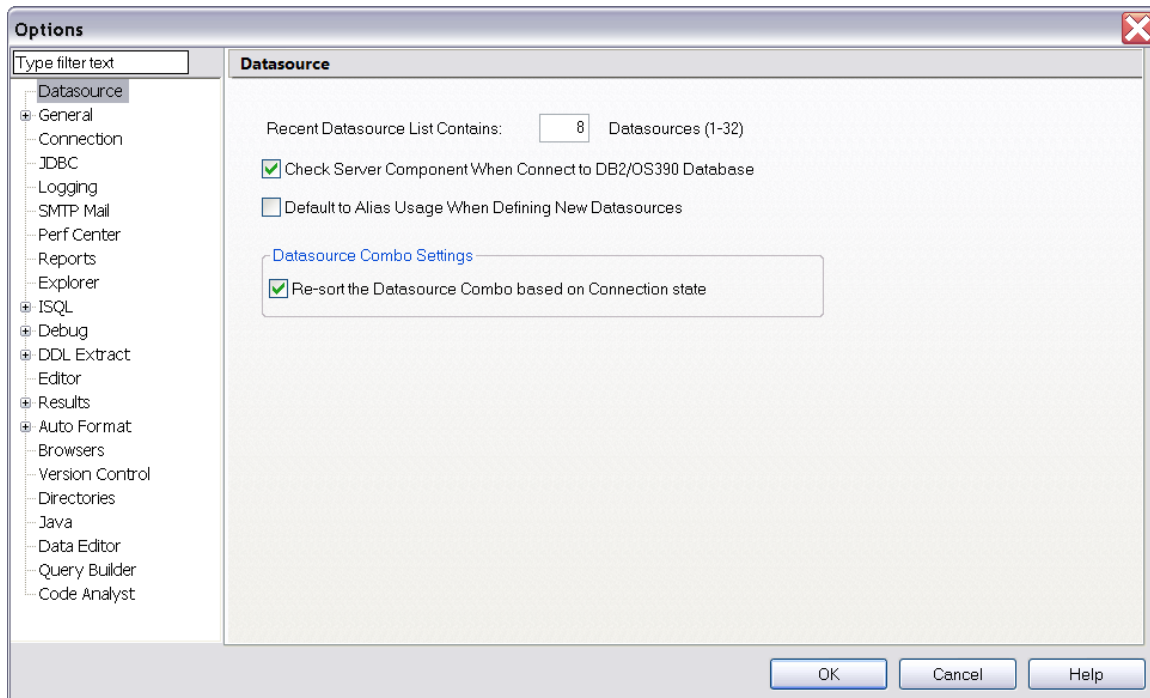 Options
Type filter text
Datasource
General
Connection
JDBC
Logging
SMTP Mail
Perf Center
Reports
Explorer
ISQL
Debug
DDL Extract
Editor
Results
Auto Format
Browsers
Version Control
Directories
Java
Data Editor
Query Builder
Code Analyst
Datasource
Recent Datasource List Contains: 8 Datasources (1-32)
Check Server Component When Connect to DB2/OS390 Database
Default to Alias Usage When Defining New Datasources
Datasource Combo Settings
Re-sort the Datasource Combo based on Connection state
OK Cancel Help